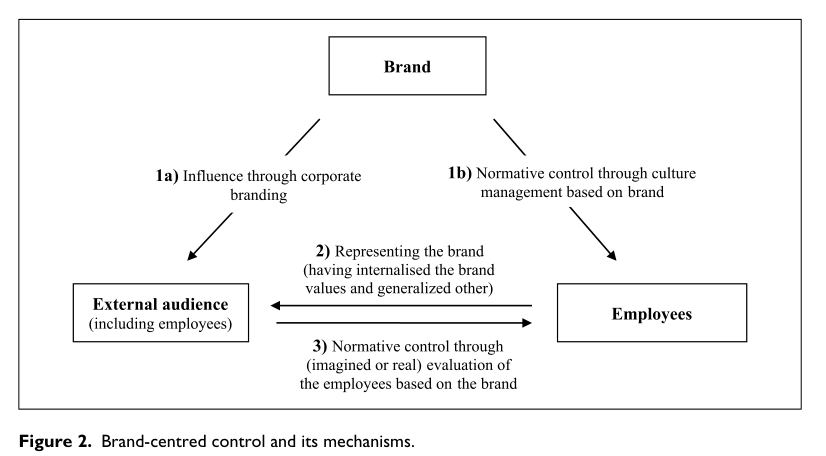 Brand
1a) Influence through corporate
branding
1b) Normative control through culture
management based on brand
2) Representing the brand
(having internalised the brand
values and generalized other)
External audience
(including employees)
Employees
3) Normative control through
(imagined or real) evaluation of
the employees based on the brand
Figure 2. Brand-centred control and its mechanisms.